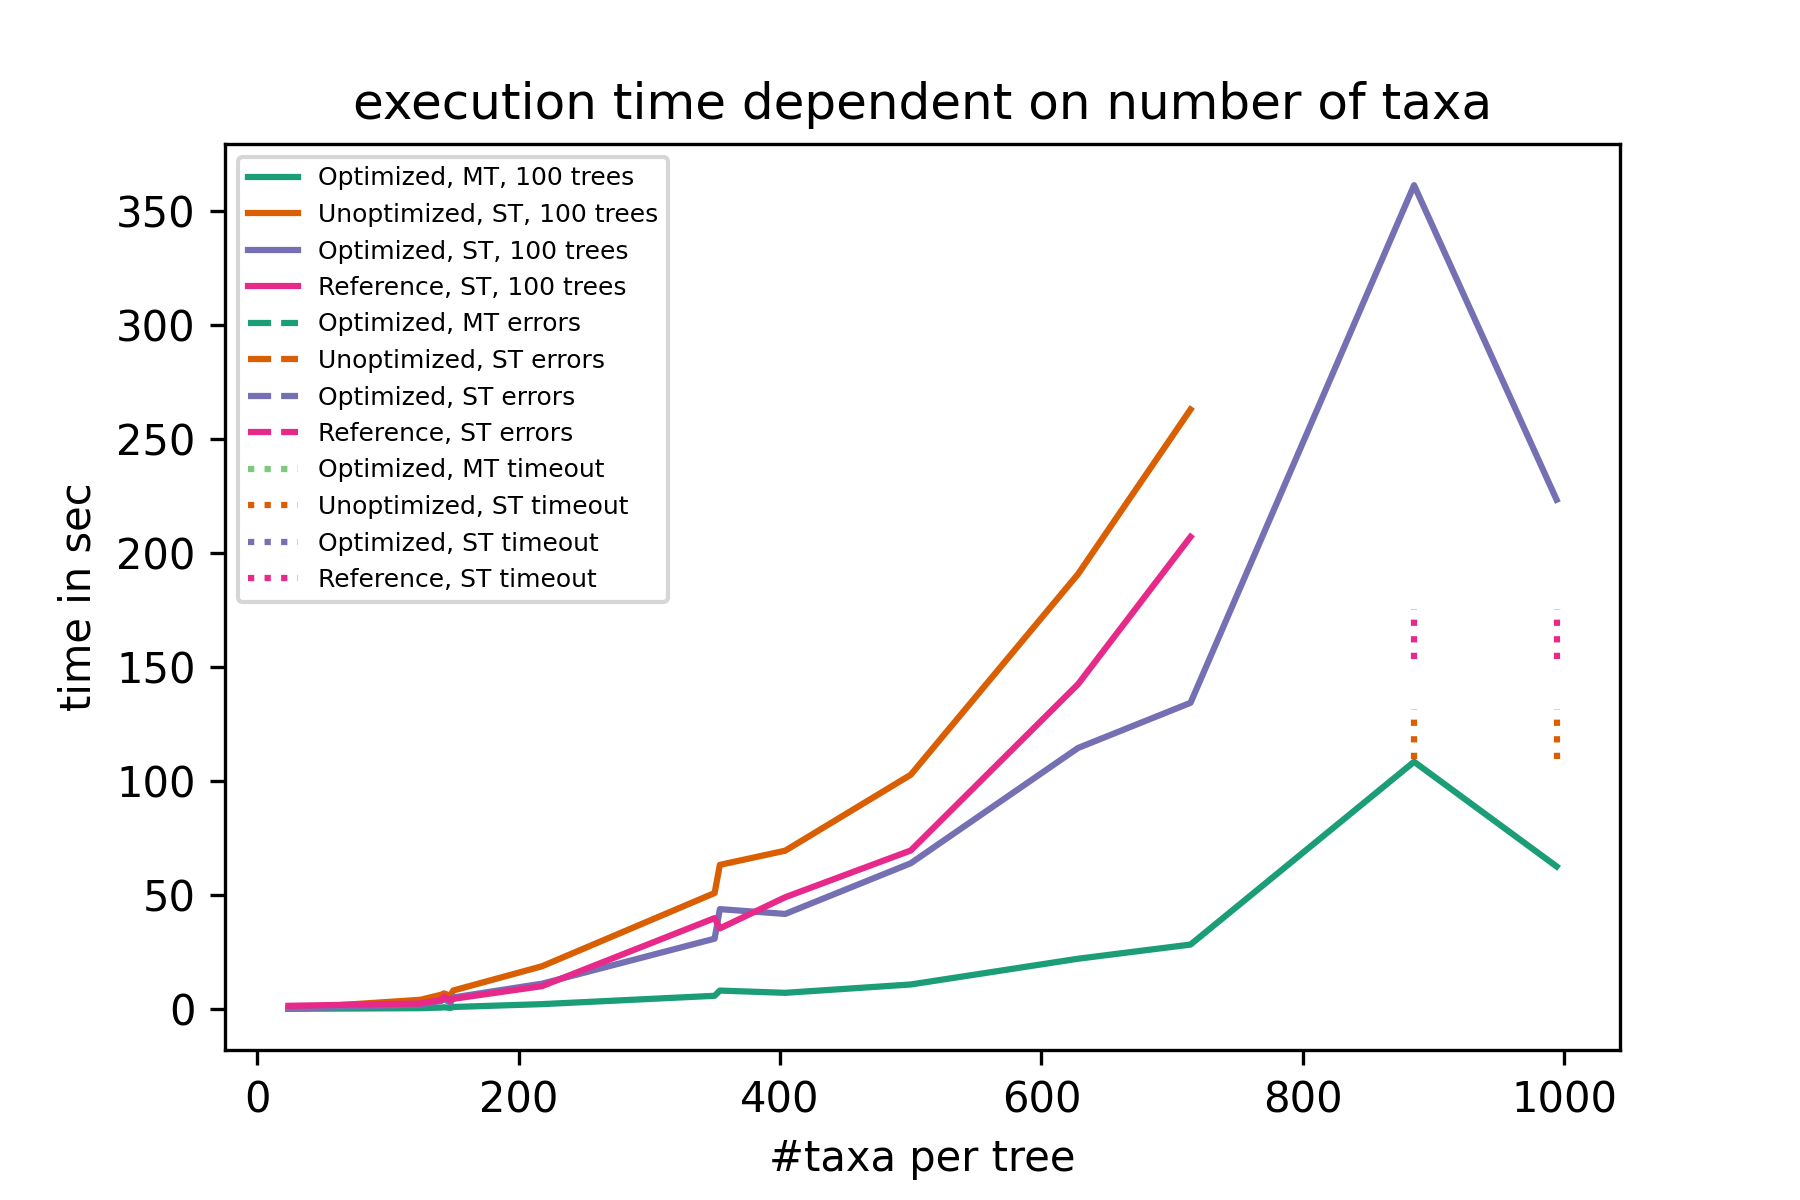 execution time dependent on number of taxa
Optimized, MT, 100 trees
Unoptimized, ST, 100 trees
Optimized, ST, 100 trees
Reference, ST, 100 trees
Optimized, MT errors
Unoptimized, ST errors
Optimized, ST errors
Reference, ST errors
Optimized, MT timeout
Unoptimized, ST timeout
Optimized, ST timeout
Reference, ST timeout
time in sec
350
300
250
200
150
100
50
0
0 200 400 600 800 1000
#taxa per tree